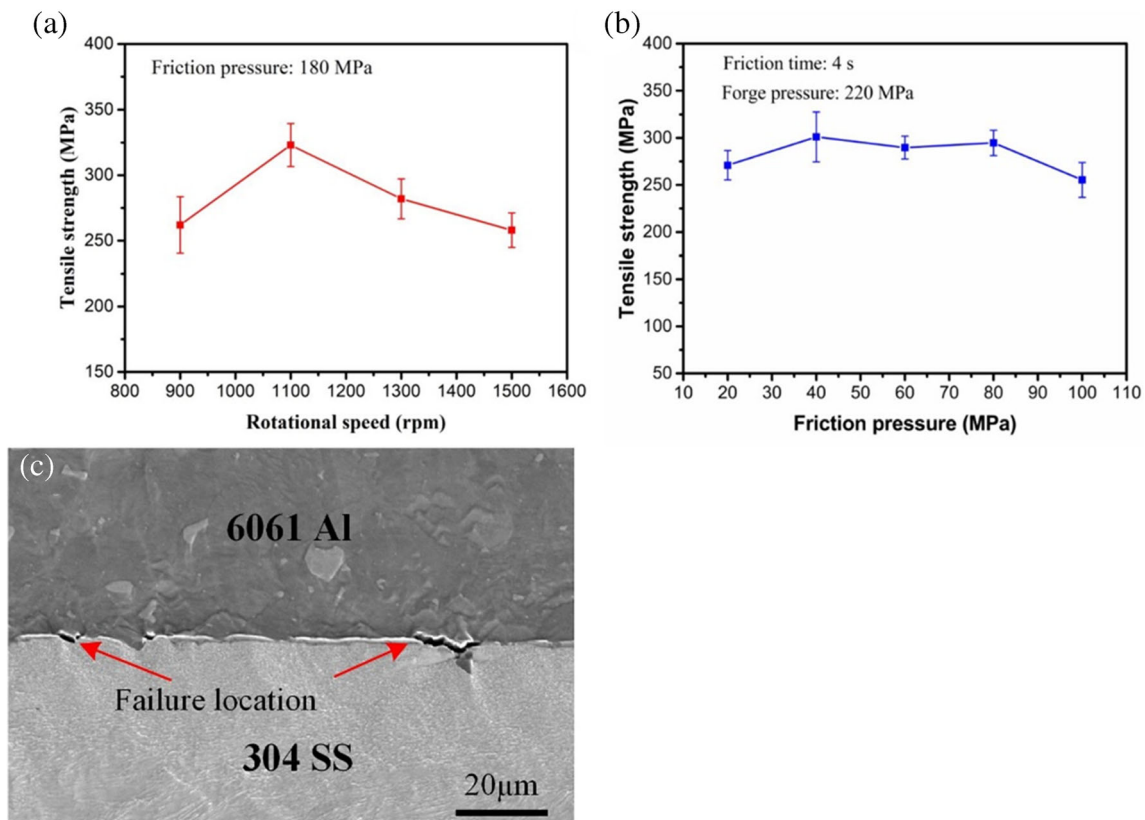 (a)
400
350
300
250
200
150
800 900 1000 1100 1200 1300 1400 1500 1600
Tensile strength (MPa)
Rotational speed (rpm)
Friction pressure: 180 MPa
(b)
400
350
300
250
200
150
100
50
10 20 30 40 50 60 70 80 90 100 110
Tensile strength (MPa)
Friction pressure (MPa)
Friction time: 4 s
Forge pressure: 220 MPa
(c)
6061 Al
Failure location
304 SS
20μm